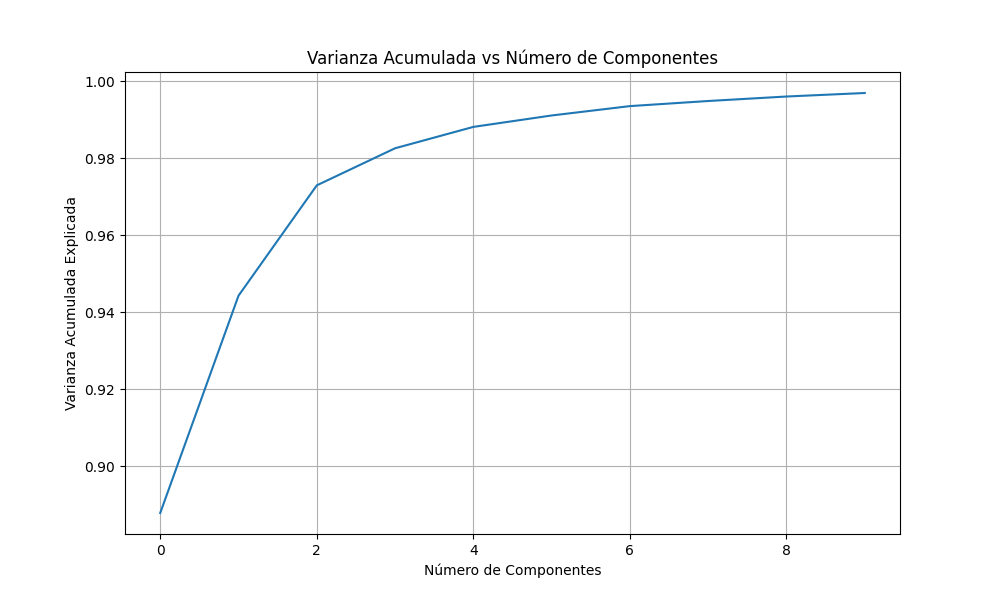 Varianza Acumulada vs Número de Componentes
Varianza Acumulada Explicada
1.00
0.98
0.96
0.94
0.92
0.90
0 2 4 6 8
Número de Componentes